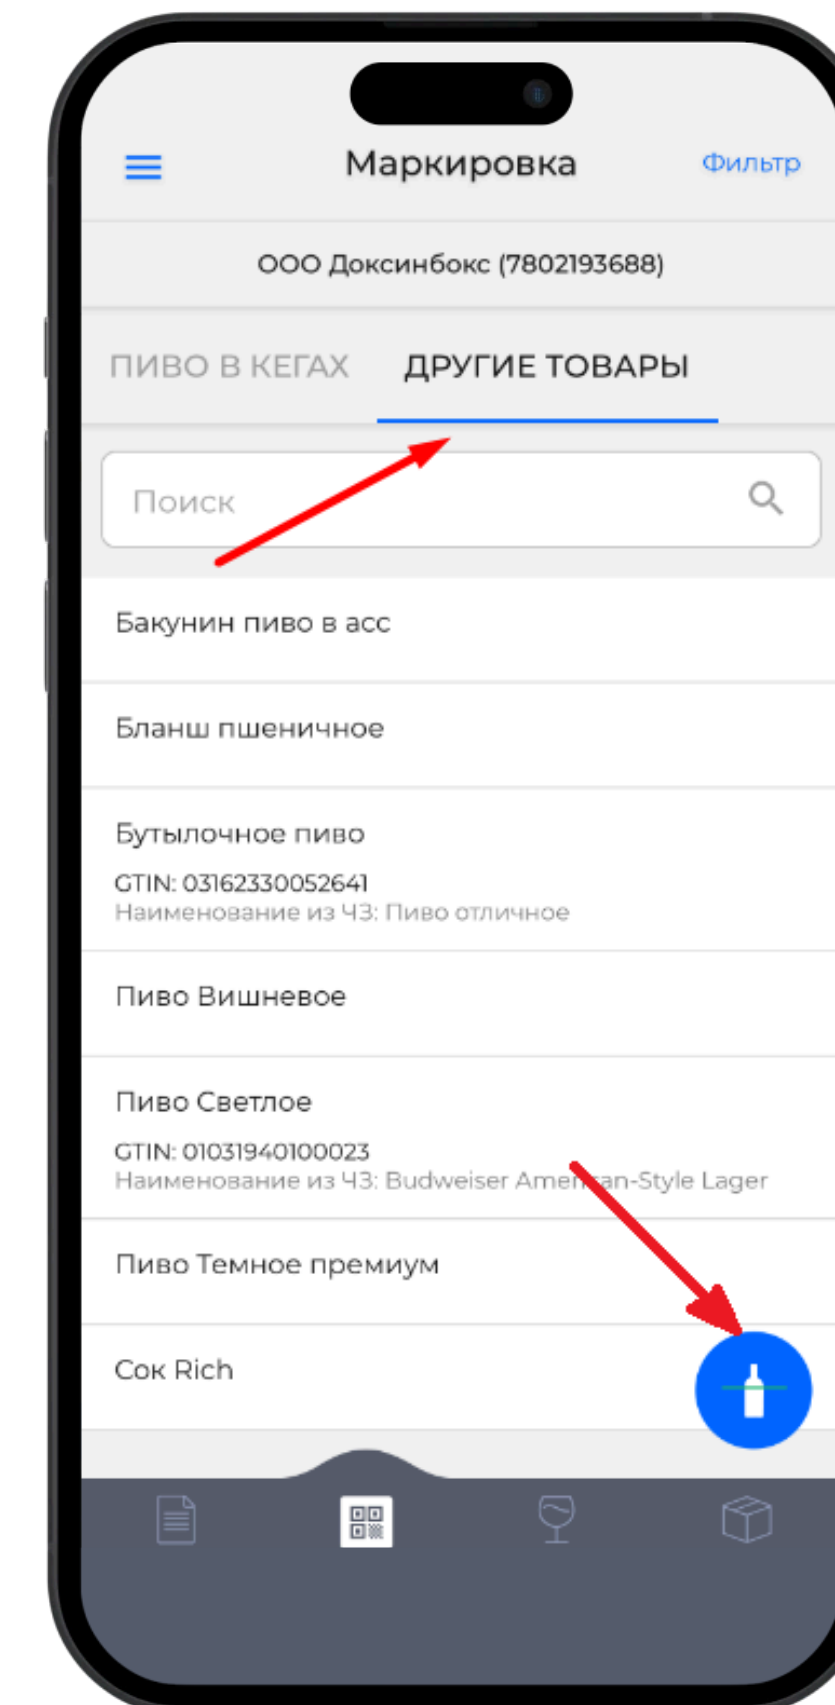 Маркировка
Фильтр
ООО Доксинбокс (7802193688)
ПИВО В КЕГАХ
ДРУГИЕ ТОВАРЫ
Поиск
Бакунин пиво в асс
Бланш пшеничное
Бутылочное пиво
GTIN: 03162330052641
Наименование из ЧЗ: Пиво отличное
Пиво Вишневое
Пиво Светлое
GTIN: 01031940100023
Наименование из ЧЗ: Budweiser American-Style Lager
Пиво Темное премиум
Сок Rich